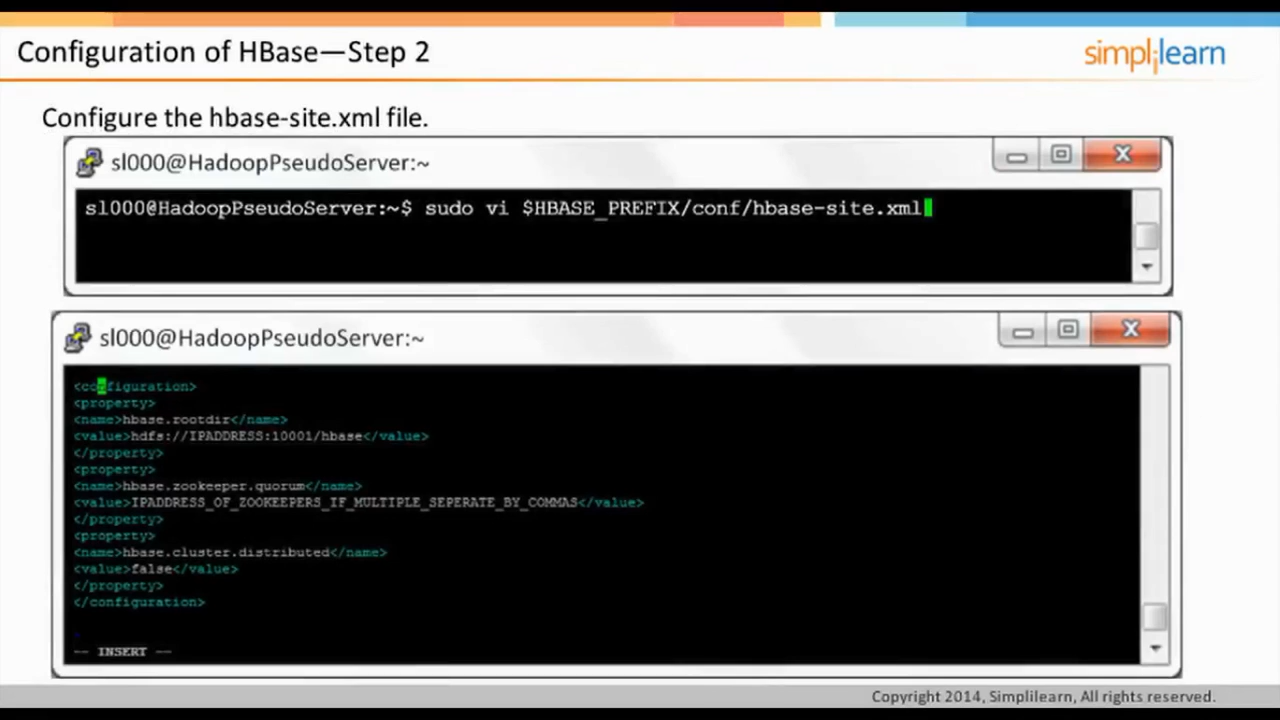 Configuration of HBase—Step 2
simplilearn
Configure the hbase-site.xml file.
sl000@HadoopPseudoServer:~
sl000@HadoopPseudoServer:~$ sudo vi $HBASE_PREFIX/conf/hbase-site.xml
sl000@HadoopPseudoServer:~
<configuration>
<property>
<name>hbase.rootdir</name>
<value>hdfs://IPADDRESS:10001/hbase</value>
</property>
<property>
<name>hbase.zookeeper.quorum</name>
<value>IPADDRESS_OF_ZOOKEEPERS_IF_MULTIPLE_SEPERATE_BY_COMMAS</value>
</property>
<property>
<name>hbase.cluster.distributed</name>
<value>false</value>
</property>
</configuration>
-- INSERT --
Copyright 2014, Simplilearn, All rights reserved.